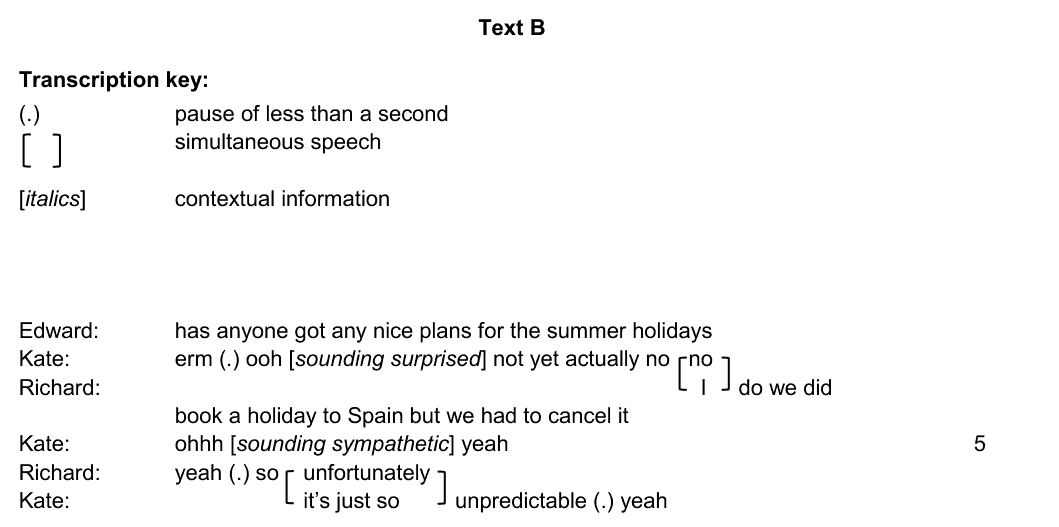 Text B
Transcription key:
(.) pause of less than a second
[ ] simultaneous speech
[italics] contextual information
Edward: has anyone got any nice plans for the summer holidays
Kate: erm (.) ooh [sounding surprised] not yet actually no [no ]
Richard: [I ] do we did
book a holiday to Spain but we had to cancel it
Kate: ohhh [sounding sympathetic] yeah 5
Richard: yeah (.) so [unfortunately ]
Kate: [it's just so ] unpredictable (.) yeah